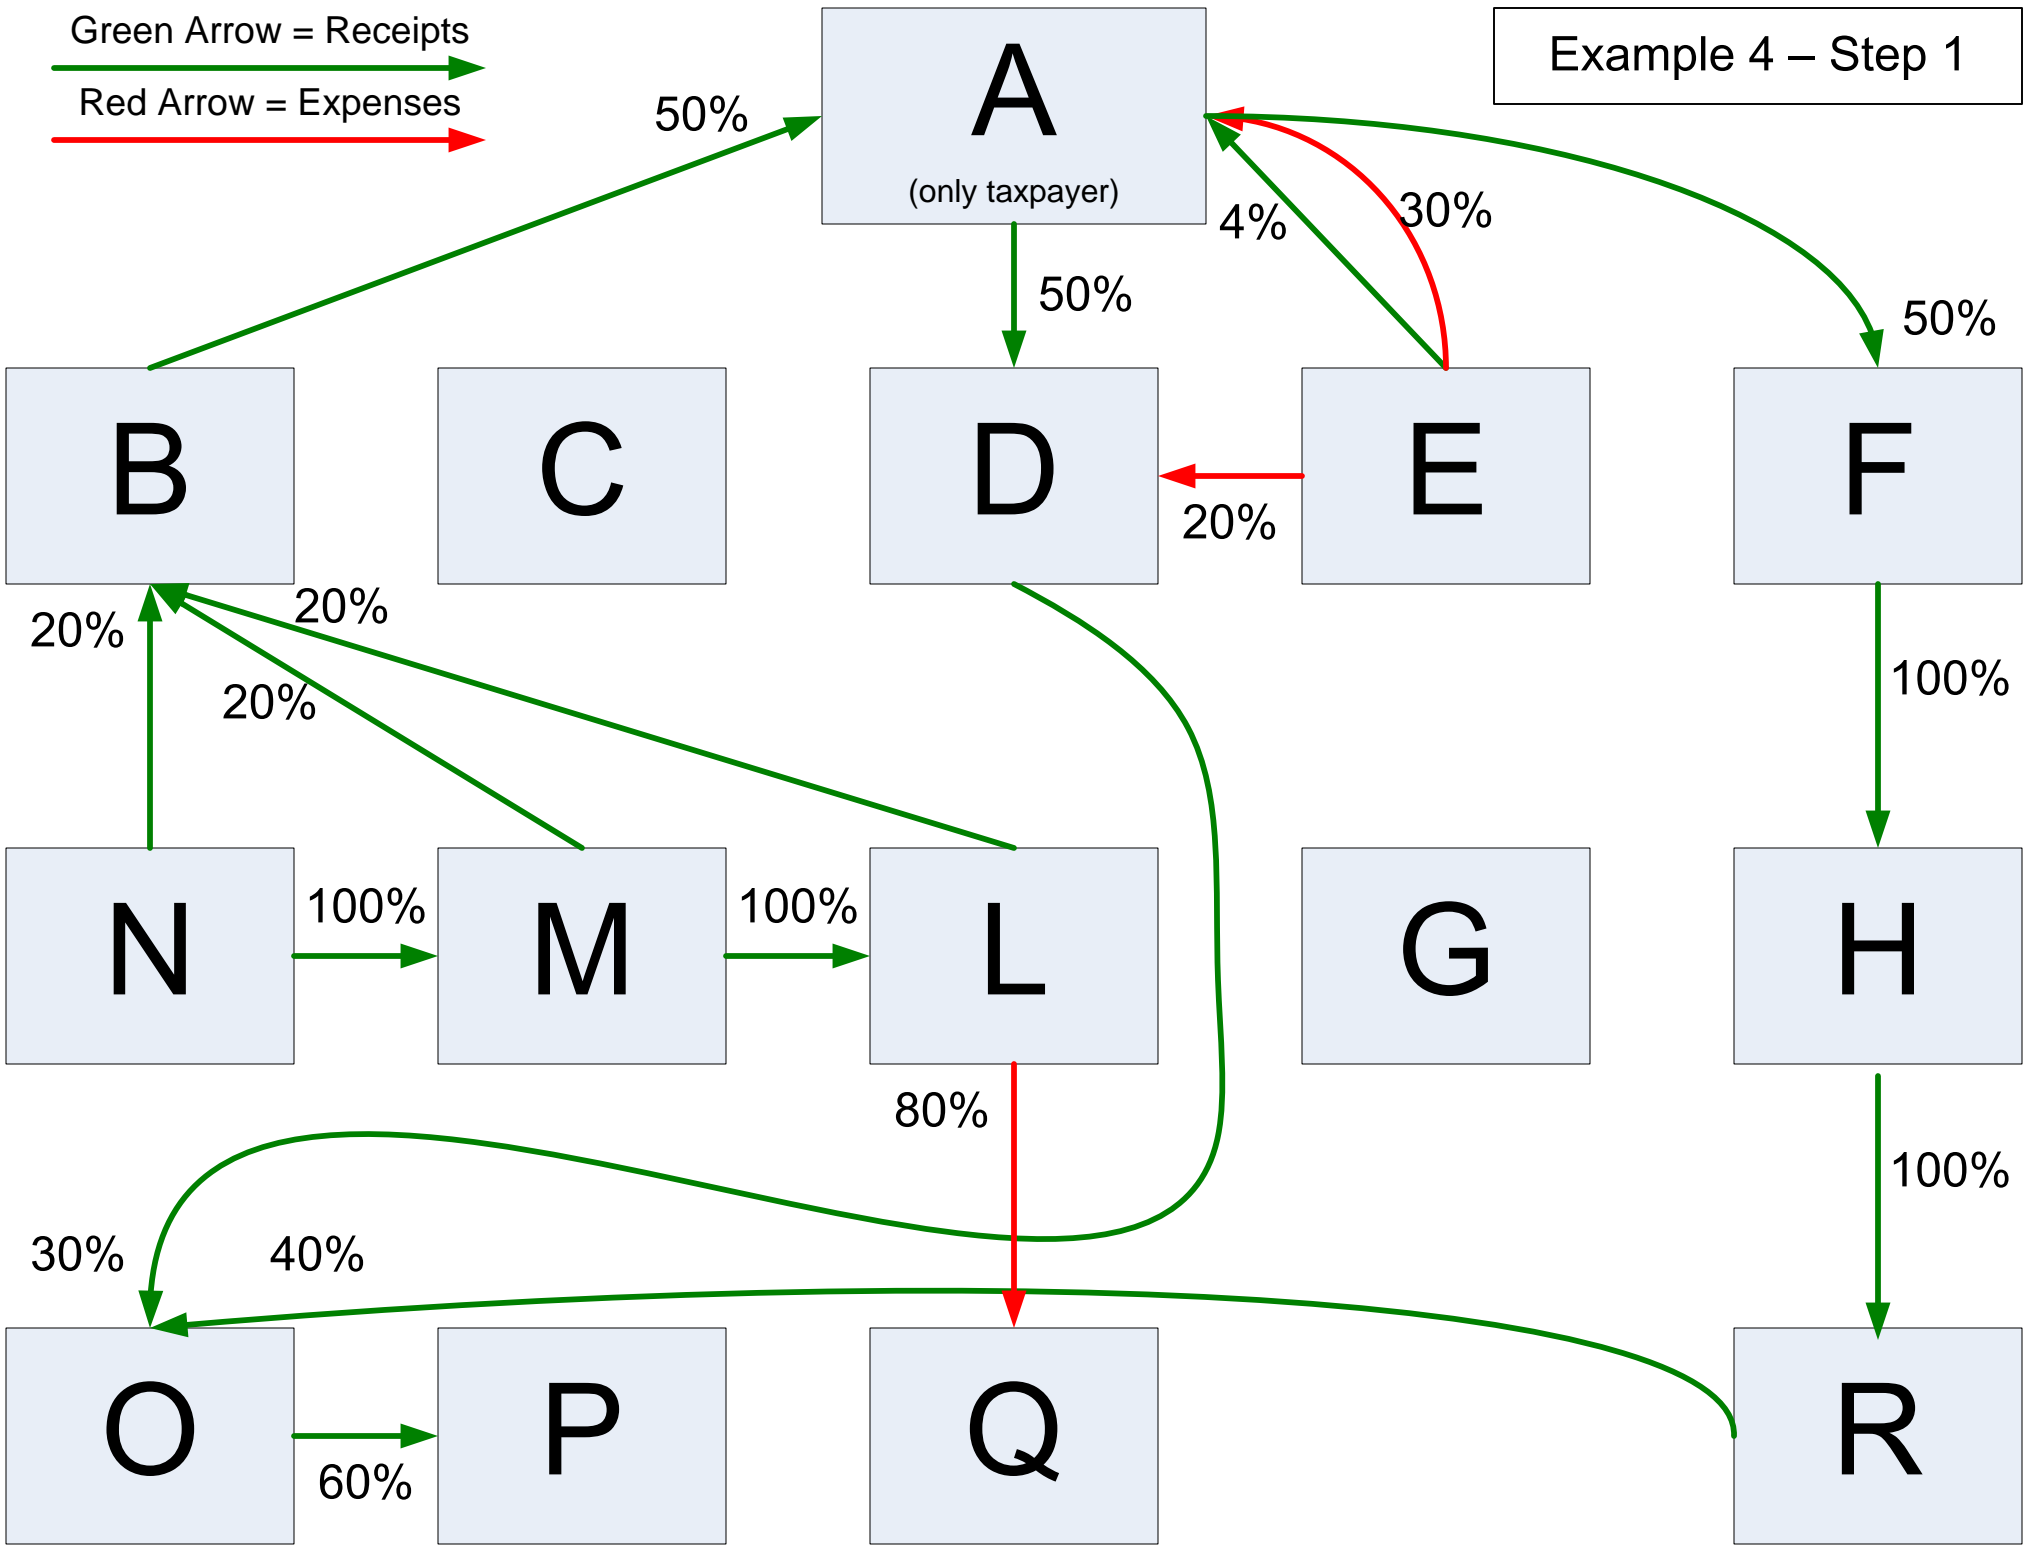 Green Arrow = Receipts
Red Arrow = Expenses
Example 4 – Step 1
A
(only taxpayer)
50%
4%
30%
50%
50%
B
C
D
E
F
20%
20%
20%
20%
100%
N
100%
M
100%
L
G
H
80%
100%
30%
40%
O
60%
P
Q
R